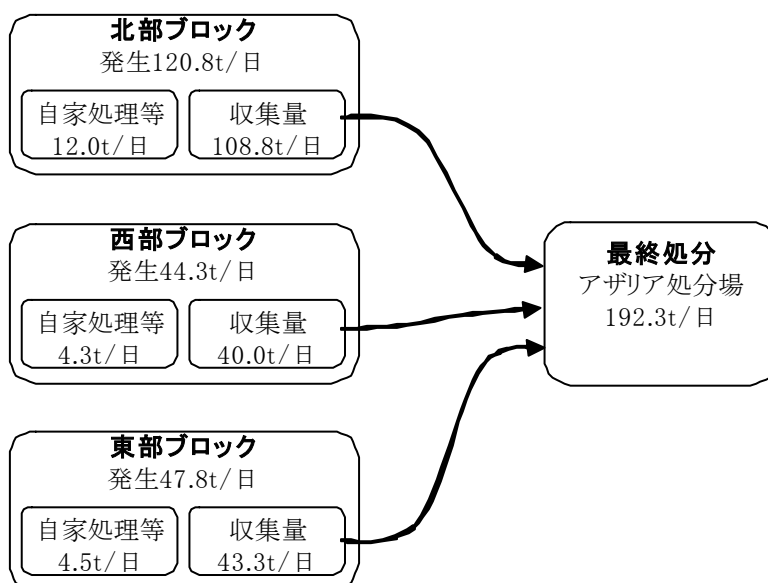 北部ブロック
発生120.8t/日
自家処理等
12.0t/日
収集量
108.8t/日
西部ブロック
発生44.3t/日
自家処理等
4.3t/日
収集量
40.0t/日
東部ブロック
発生47.8t/日
自家処理等
4.5t/日
収集量
43.3t/日
最終処分
アザリア処分場
192.3t/日